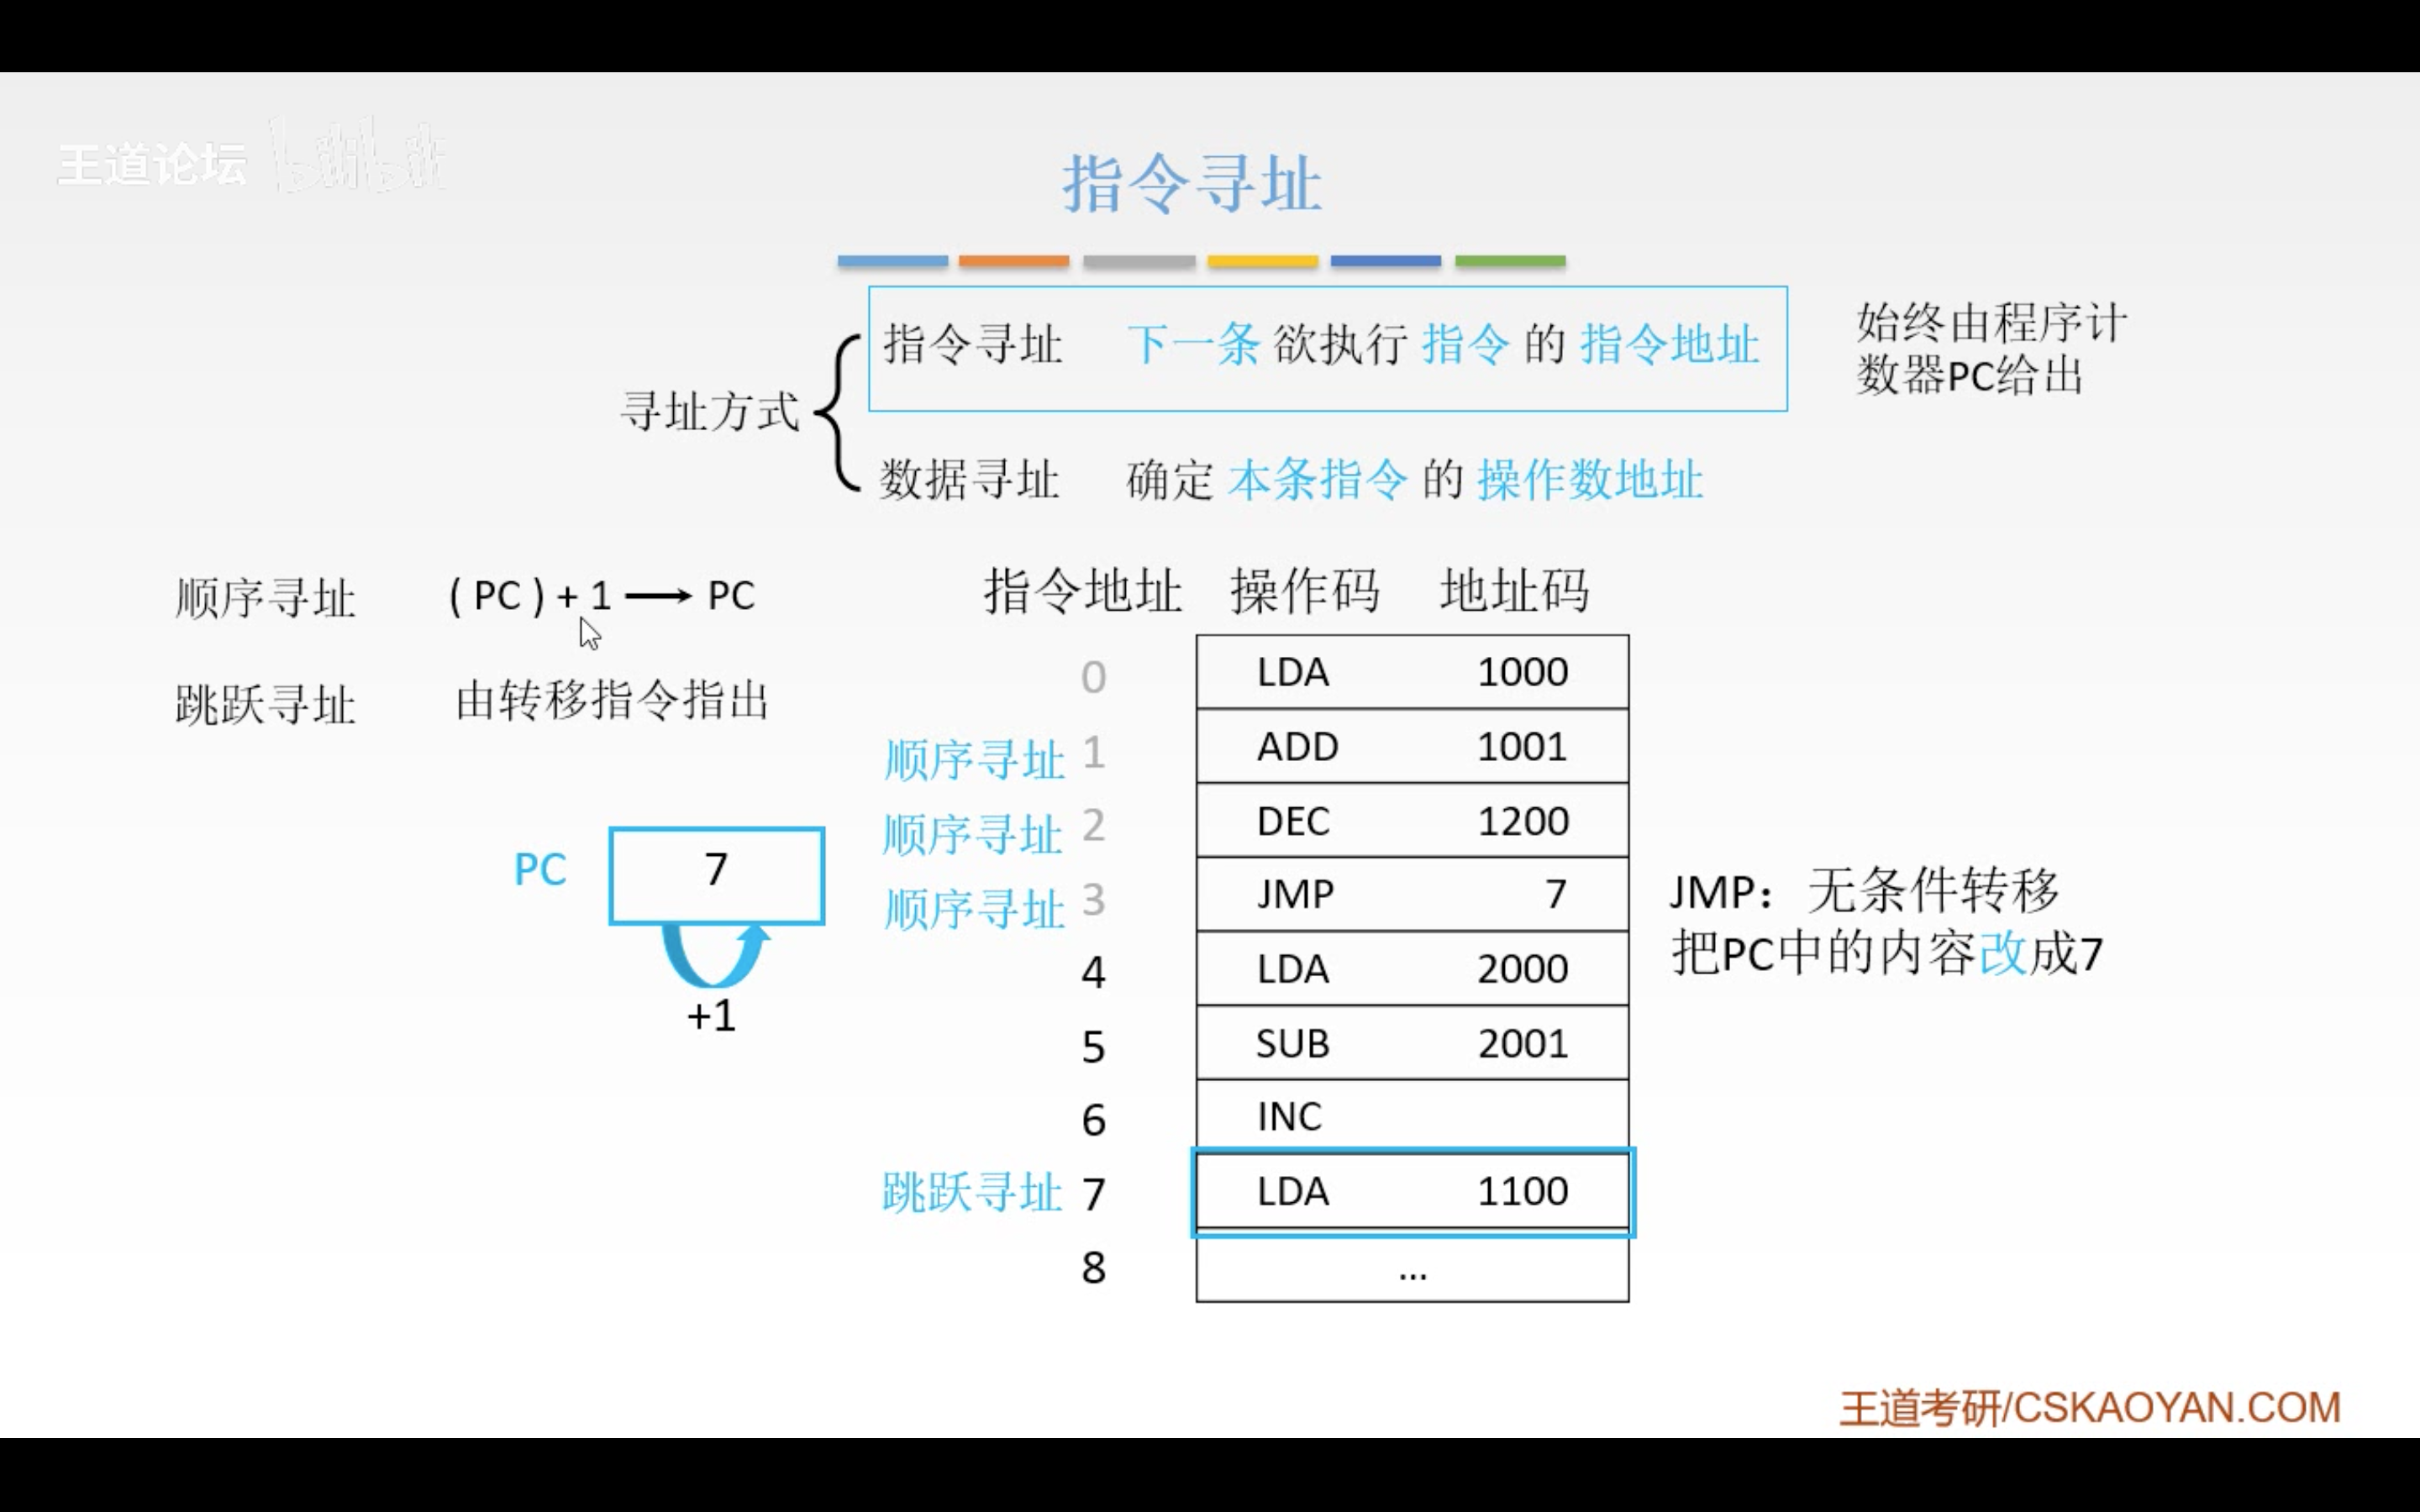 王道论坛 bilibili
指令寻址
指令寻址 下一条 欲执行 指令 的 指令地址
始终由程序计
数器PC给出
寻址方式
数据寻址 确定 本条指令 的 操作数地址
顺序寻址 ( PC ) + 1 → PC
跳跃寻址 由转移指令指出
PC 7
+1
指令地址 操作码 地址码
0 LDA 1000
顺序寻址 1 ADD 1001
顺序寻址 2 DEC 1200
顺序寻址 3 JMP 7
4 LDA 2000
5 SUB 2001
6 INC
跳跃寻址 7 LDA 1100
8 ...
JMP：无条件转移
把PC中的内容改成7
王道考研/CSKAOYAN.COM